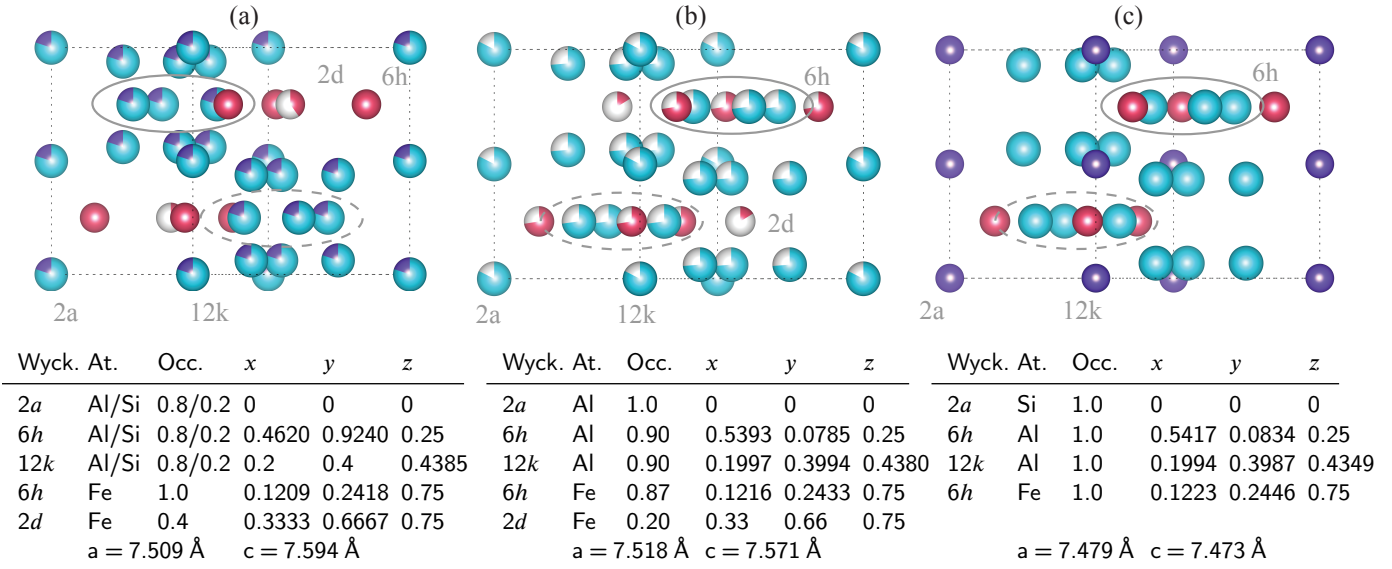 (a) (b) (c)
2d 6h 6h 6h
2d
2a 12k 2a 12k 2a 12k
Wyck. At. Occ. x y z
2a Al/Si 0.8/0.2 0 0 0
6h Al/Si 0.8/0.2 0.4620 0.9240 0.25
12k Al/Si 0.8/0.2 0.2 0.4 0.4385
6h Fe 1.0 0.1209 0.2418 0.75
2d Fe 0.4 0.3333 0.6667 0.75
a = 7.509 Å c = 7.594 Å
Wyck. At. Occ. x y z
2a Al 1.0 0 0 0
6h Al 0.90 0.5393 0.0785 0.25
12k Al 0.90 0.1997 0.3994 0.4380
6h Fe 0.87 0.1216 0.2433 0.75
2d Fe 0.20 0.33 0.66 0.75
a = 7.518 Å c = 7.571 Å
Wyck. At. Occ. x y z
2a Si 1.0 0 0 0
6h Al 1.0 0.5417 0.0834 0.25
12k Al 1.0 0.1994 0.3987 0.4349
6h Fe 1.0 0.1223 0.2446 0.75
a = 7.479 Å c = 7.473 Å